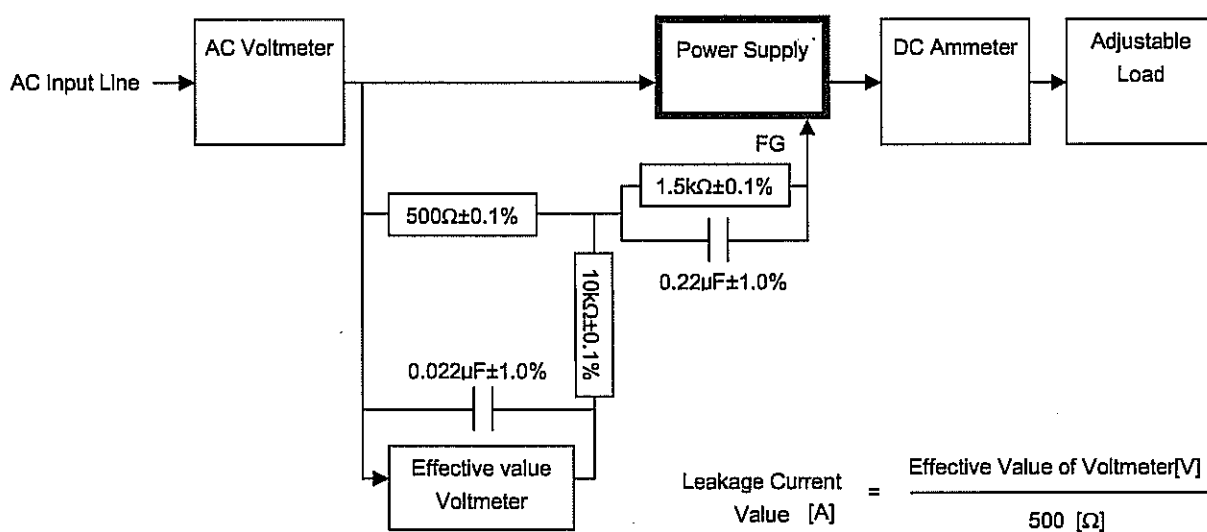 AC Input Line
AC Voltmeter
Power Supply
DC Ammeter
Adjustable
Load
FG
500Ω±0.1%
1.5kΩ±0.1%
0.22µF±1.0%
10kΩ±0.1%
0.022µF±1.0%
Effective value
Voltmeter
Leakage Current
Value [A]
=
Effective Value of Voltmeter[V]
500 [Ω]